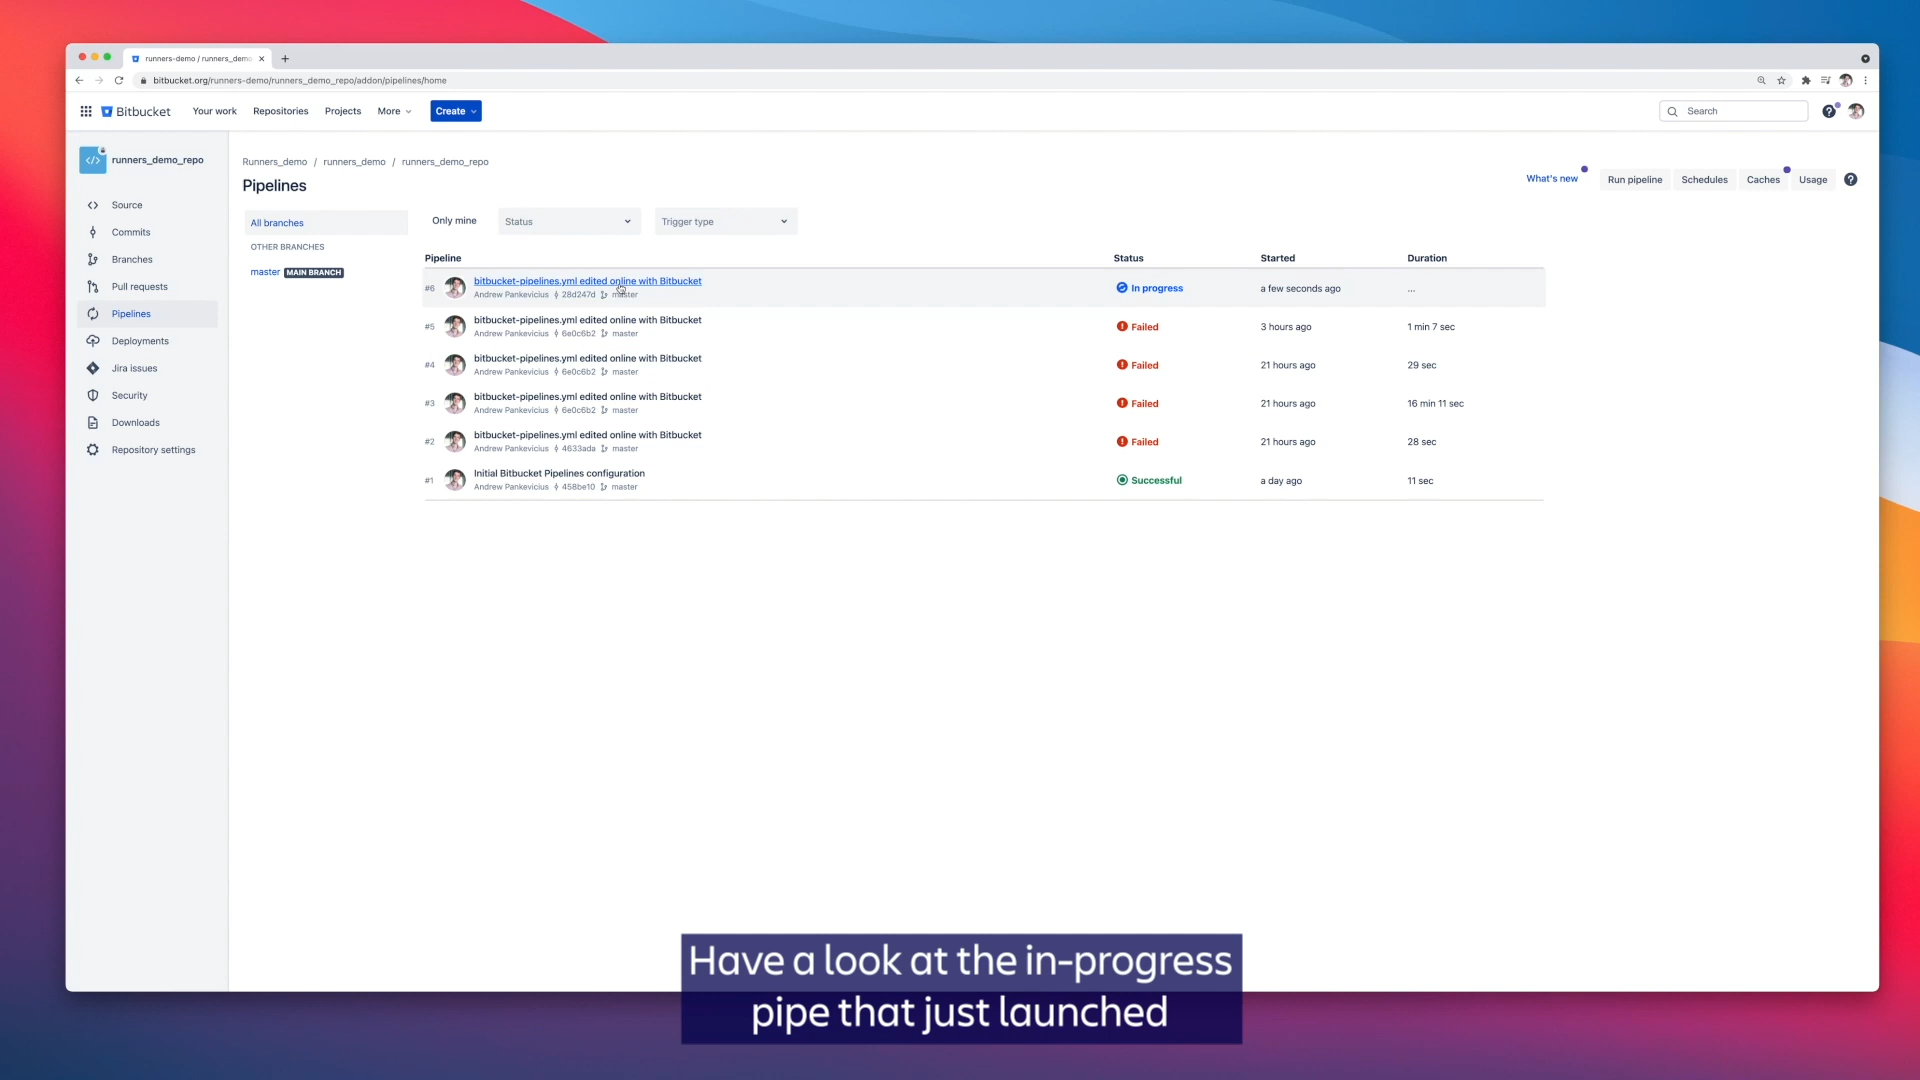 runners-demo / runners_demo
bitbucket.org/runners-demo/runners_demo_repo/addon/pipelines/home
Bitbucket
Your work
Repositories
Projects
More
Create
Search
runners_demo_repo
Source
Commits
Branches
Pull requests
Pipelines
Deployments
Jira issues
Security
Downloads
Repository settings
Runners_demo / runners_demo / runners_demo_repo
Pipelines
What's new
Run pipeline
Schedules
Caches
Usage
All branches
OTHER BRANCHES
master MAIN BRANCH
Only mine
Status
Trigger type
Pipeline Status Started Duration
#6 bitbucket-pipelines.yml edited online with Bitbucket In progress a few seconds ago ...
Andrew Pankevicius 28d247d master
#5 bitbucket-pipelines.yml edited online with Bitbucket Failed 3 hours ago 1 min 7 sec
Andrew Pankevicius 6e0c6b2 master
#4 bitbucket-pipelines.yml edited online with Bitbucket Failed 21 hours ago 29 sec
Andrew Pankevicius 6e0c6b2 master
#3 bitbucket-pipelines.yml edited online with Bitbucket Failed 21 hours ago 16 min 11 sec
Andrew Pankevicius 6e0c6b2 master
#2 bitbucket-pipelines.yml edited online with Bitbucket Failed 21 hours ago 28 sec
Andrew Pankevicius 4633ada master
#1 Initial Bitbucket Pipelines configuration Successful a day ago 11 sec
Andrew Pankevicius 458be10 master
Have a look at the in-progress
pipe that just launched